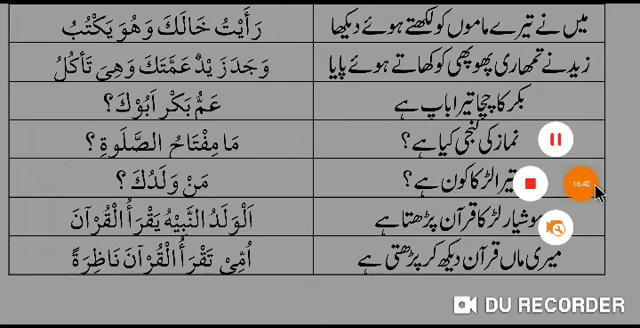 میں نے تیرے ماموں کو لکھتے ہوئے دیکھا رَأَيْتُ خَالَكَ وَهُوَ يَكْتُبُ
زید نے تمھاری پھوپھی کو کھاتے ہوئے پایا وَجَدَ زَيْدٌ عَمَّتَكَ وَهِيَ تَأْكُلُ
بکر کا چچا تیرا باپ ہے عَمُّ بَكْرٍ اَبُوْكَ؟
نماز کی کنجی کیا ہے؟ مَا مِفْتَاحُ الصَّلٰوةِ؟
تیرا لڑکا کون ہے؟ مَنْ وَلَدُكَ؟
ہوشیار لڑکا قرآن پڑھتا ہے اَلْوَلَدُ النَّبِيْهُ يَقْرَأُ الْقُرْآنَ
میری ماں قرآن دیکھ کر پڑھتی ہے اُمِّيْ تَقْرَأُ الْقُرْآنَ نَاظِرَةً
16:40
DU RECORDER